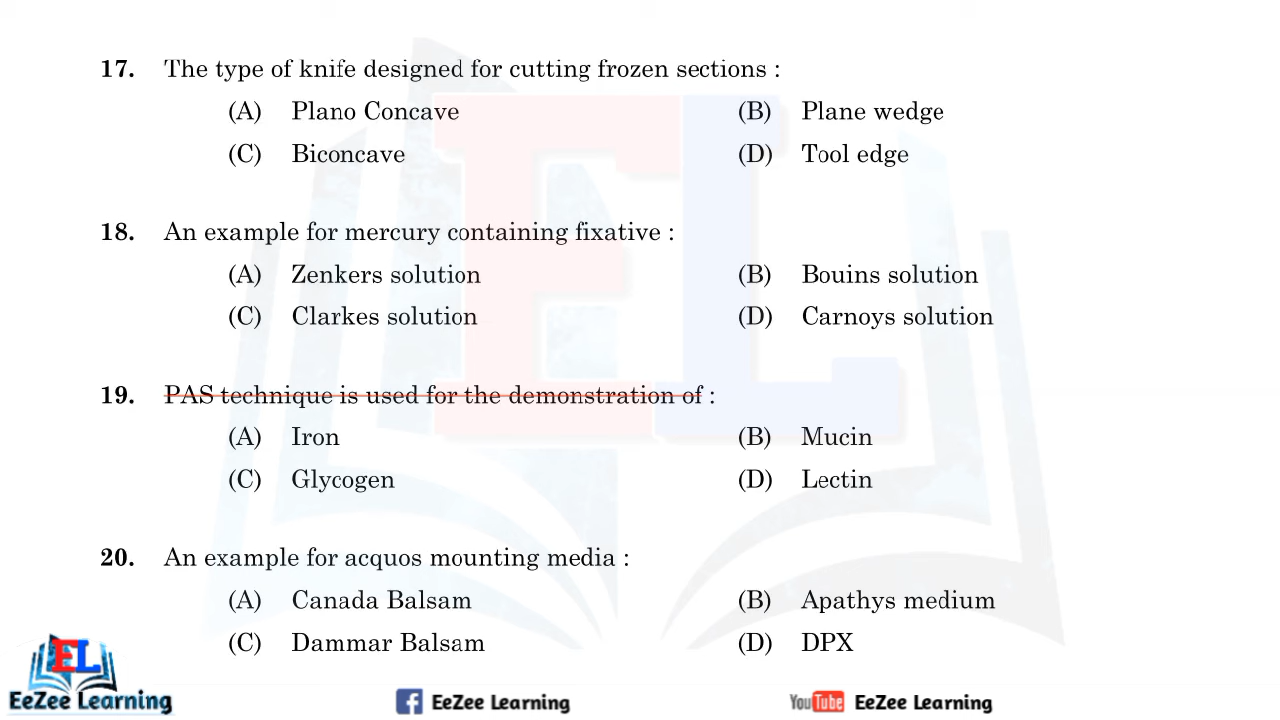 17. The type of knife designed for cutting frozen sections :
(A) Plano Concave (B) Plane wedge
(C) Biconcave (D) Tool edge
18. An example for mercury containing fixative :
(A) Zenkers solution (B) Bouins solution
(C) Clarkes solution (D) Carnoys solution
19. PAS technique is used for the demonstration of :
(A) Iron (B) Mucin
(C) Glycogen (D) Lectin
20. An example for acquos mounting media :
(A) Canada Balsam (B) Apathys medium
(C) Dammar Balsam (D) DPX
EL
EL
EeZee Learning
f EeZee Learning
YouTube EeZee Learning